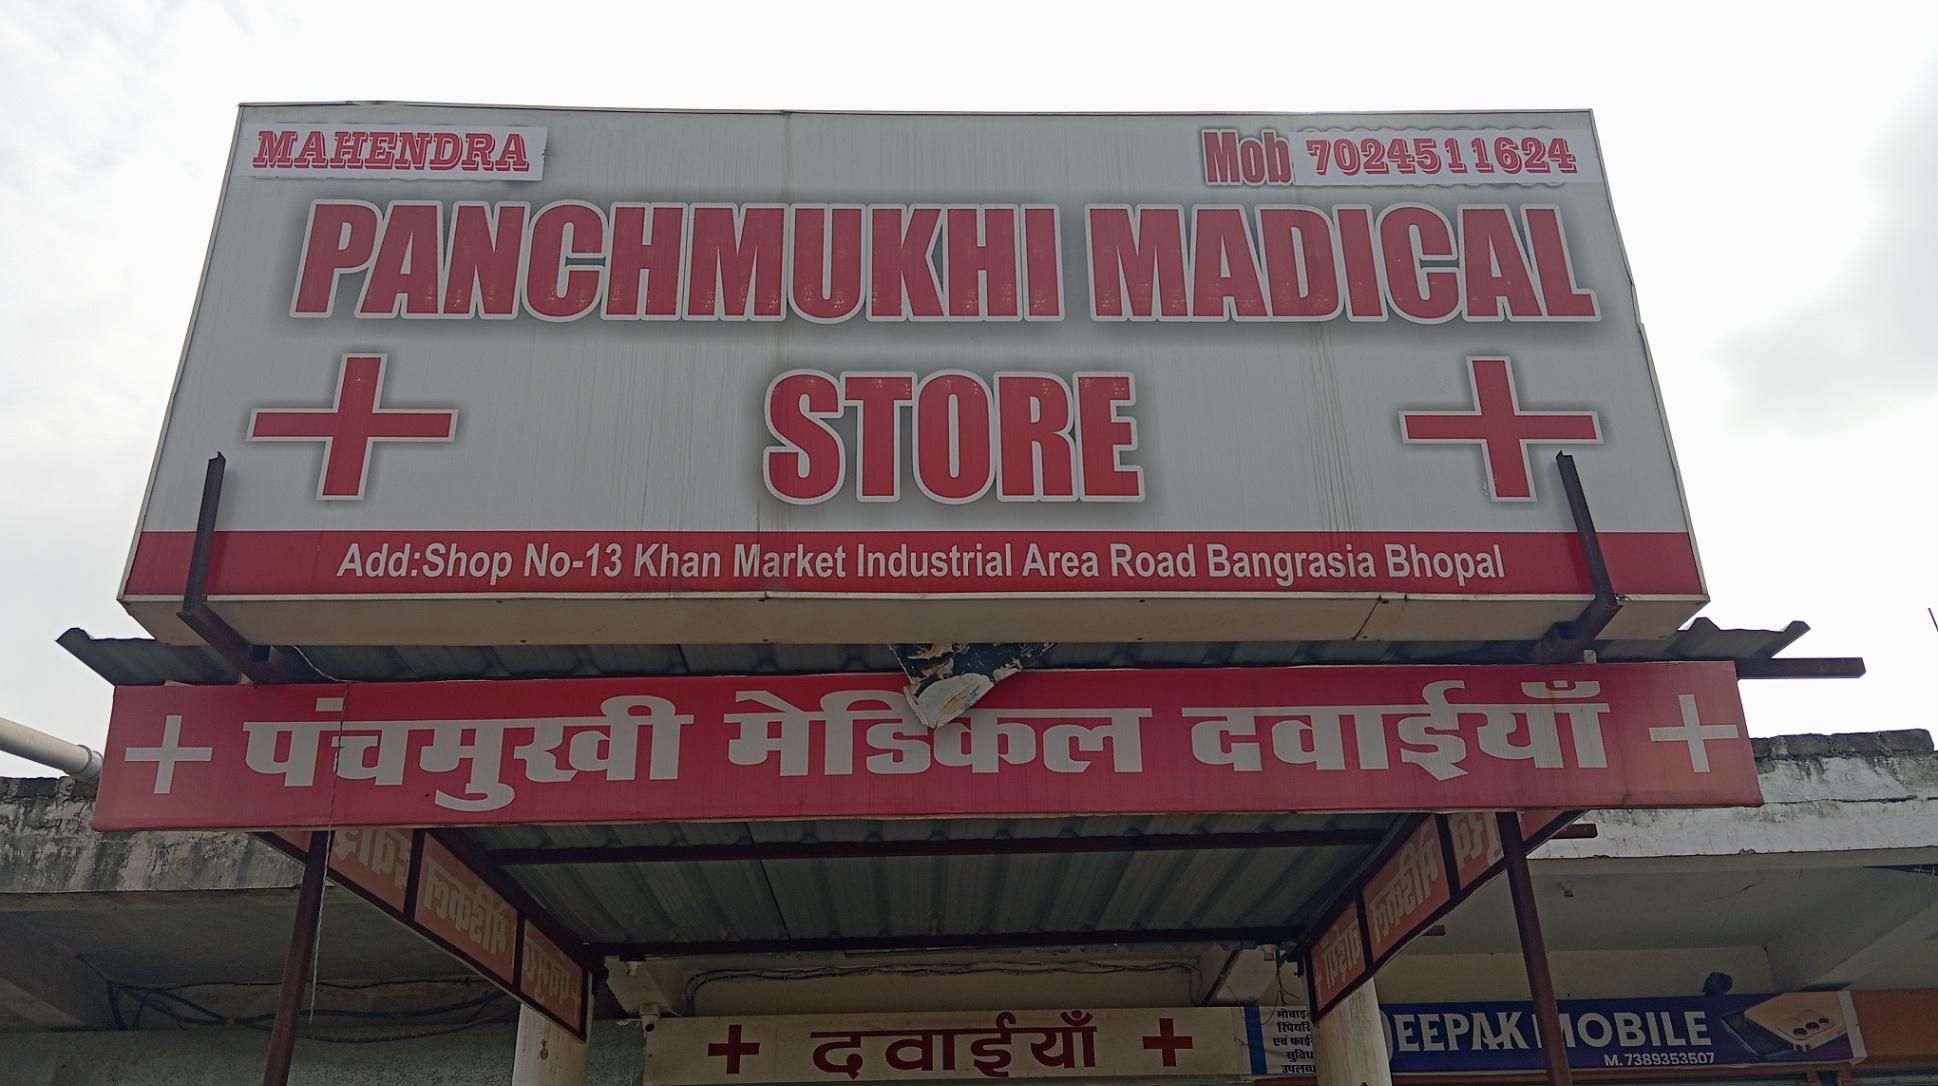 MAHENDRA
Mob 7024511624
PANCHMUKHI MADICAL
STORE
Add:Shop No-13 Khan Market Industrial Area Road Bangrasia Bhopal
पंचमुखी मेडिकल दवाईयाँ
दवाईयाँ
EEPAK MOBILE
M.7389353507